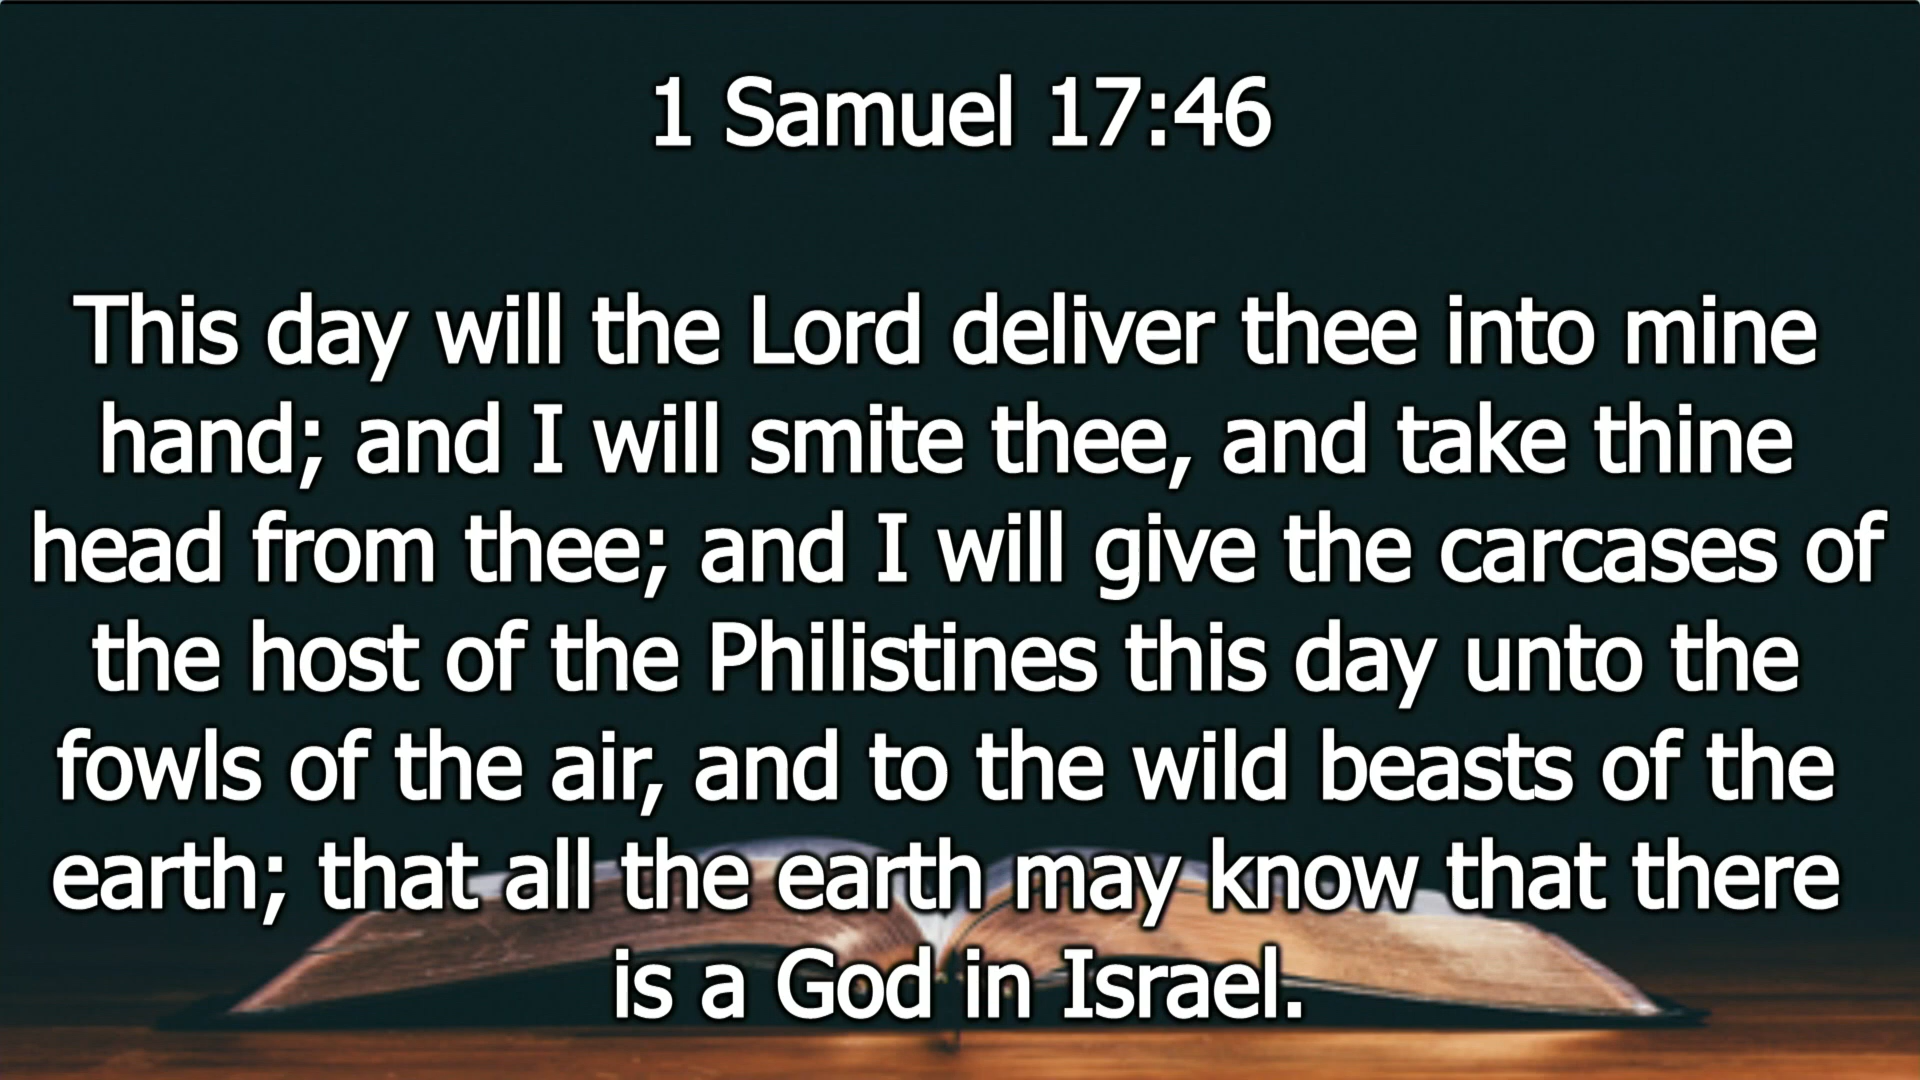 1 Samuel 17:46
This day will the Lord deliver thee into mine
hand; and I will smite thee, and take thine
head from thee; and I will give the carcases of
the host of the Philistines this day unto the
fowls of the air, and to the wild beasts of the
earth; that all the earth may know that there
is a God in Israel.